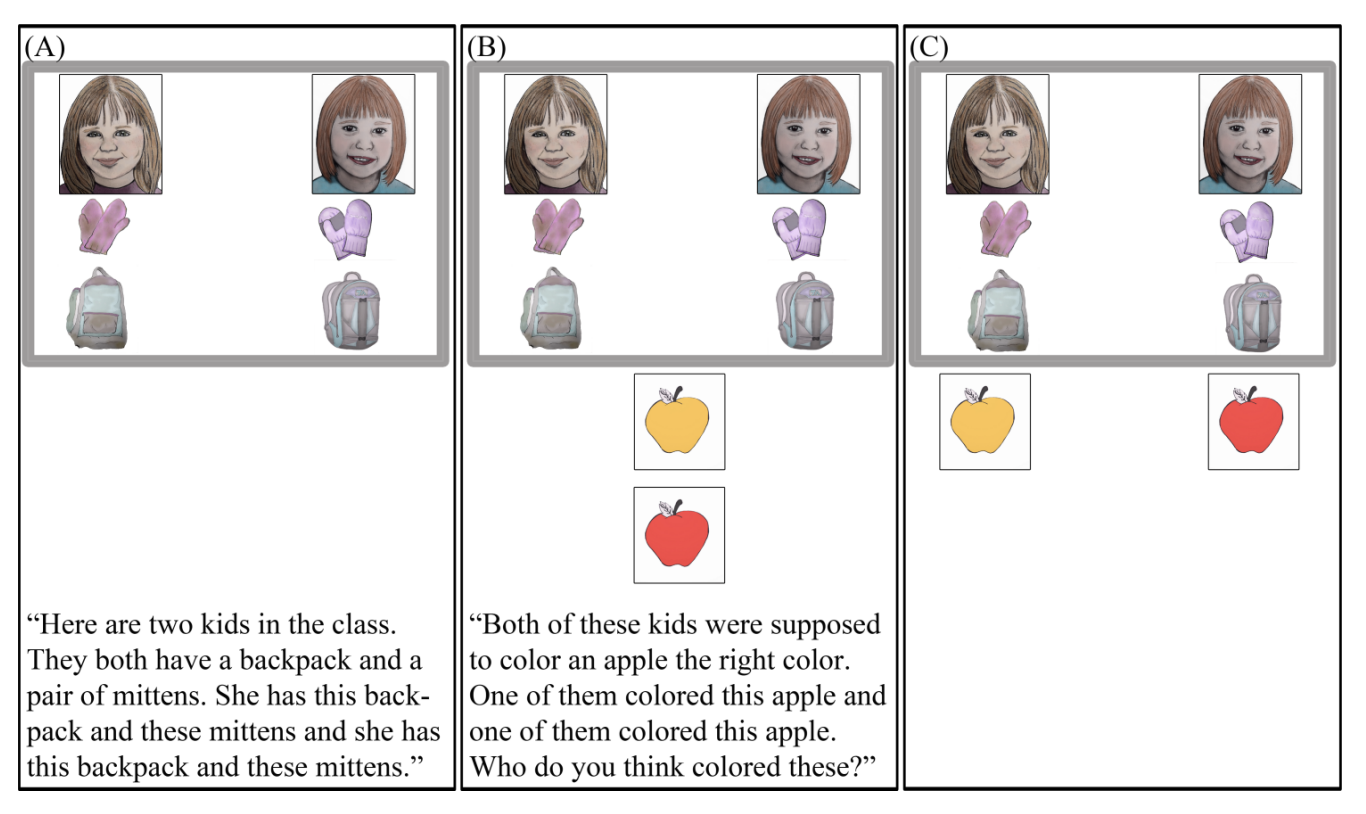 (A)
“Here are two kids in the class.
They both have a backpack and a
pair of mittens. She has this back-
pack and these mittens and she has
this backpack and these mittens.”
(B)
“Both of these kids were supposed
to color an apple the right color.
One of them colored this apple and
one of them colored this apple.
Who do you think colored these?”
(C)